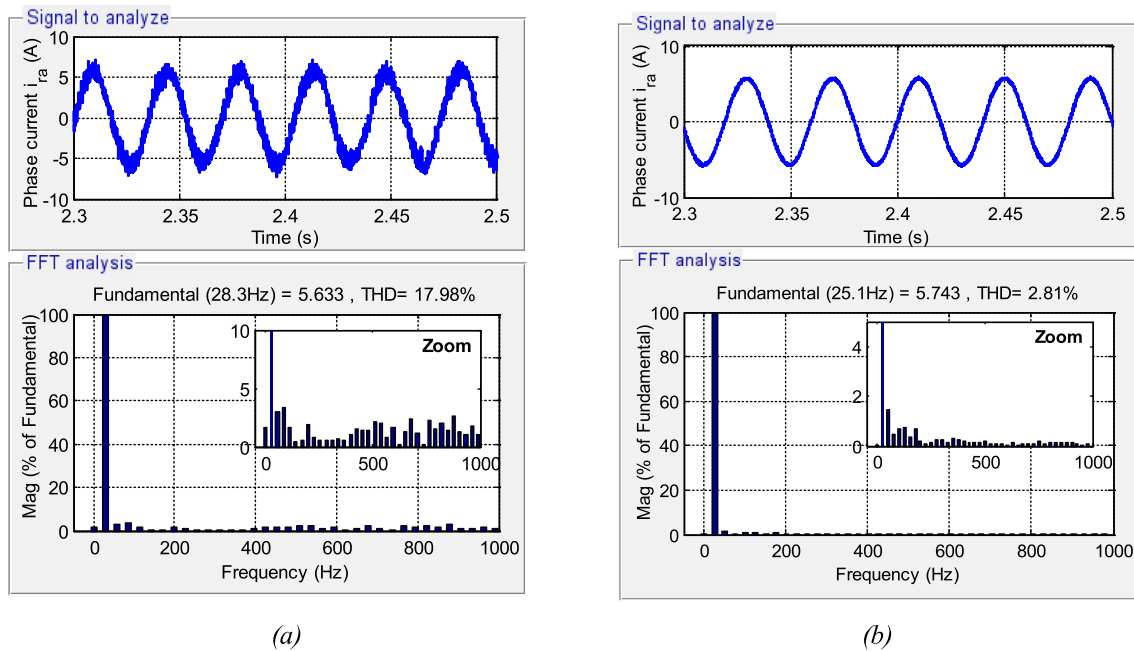 Signal to analyze
Phase current i_ra (A)
10
5
0
-5
-10
2.3 2.35 2.4 2.45 2.5
Time (s)
FFT analysis
Fundamental (28.3Hz) = 5.633 , THD= 17.98%
Mag (% of Fundamental)
100
80
60
40
20
0
10
5
0
Zoom
0 500 1000
0 200 400 600 800 1000
Frequency (Hz)
(a)
Signal to analyze
Phase current i_ra (A)
10
0
-10
2.3 2.35 2.4 2.45 2.5
Time (s)
FFT analysis
Fundamental (25.1Hz) = 5.743 , THD= 2.81%
Mag (% of Fundamental)
100
80
60
40
20
0
4
2
0
Zoom
0 500 1000
0 200 400 600 800 1000
Frequency (Hz)
(b)